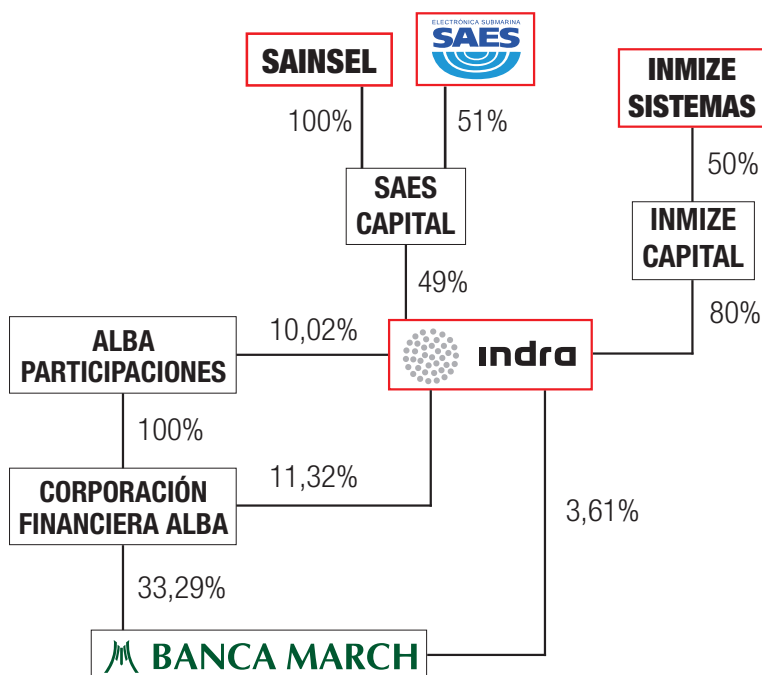 ELECTRÓNICA SUBMARINA
SAES
SAINSEL
INMIZE
SISTEMAS
100%
51%
50%
SAES
CAPITAL
INMIZE
CAPITAL
49%
80%
10,02%
ALBA
PARTICIPACIONES
indra
100%
11,32%
CORPORACIÓN
FINANCIERA ALBA
3,61%
33,29%
BANCA MARCH